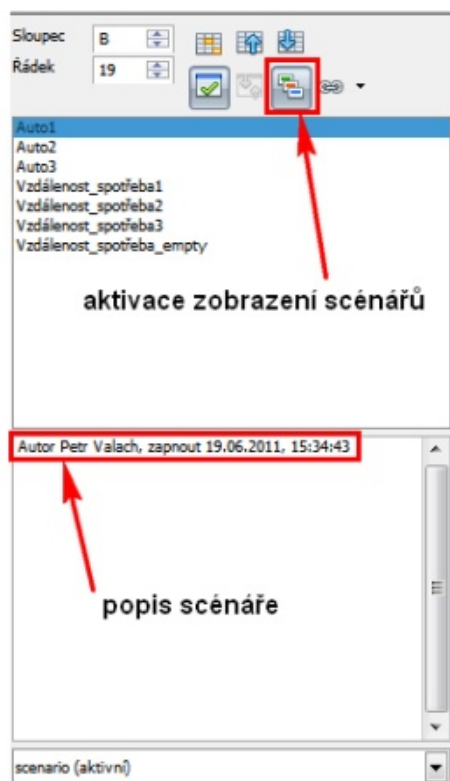 Sloupec B
Řádek 19
Auto1
Auto2
Auto3
Vzdálenost_spotřeba1
Vzdálenost_spotřeba2
Vzdálenost_spotřeba3
Vzdálenost_spotřeba_empty
aktivace zobrazení scénářů
Autor Petr Valach, zapnout 19.06.2011, 15:34:43
popis scénáře
scenario (aktivní)